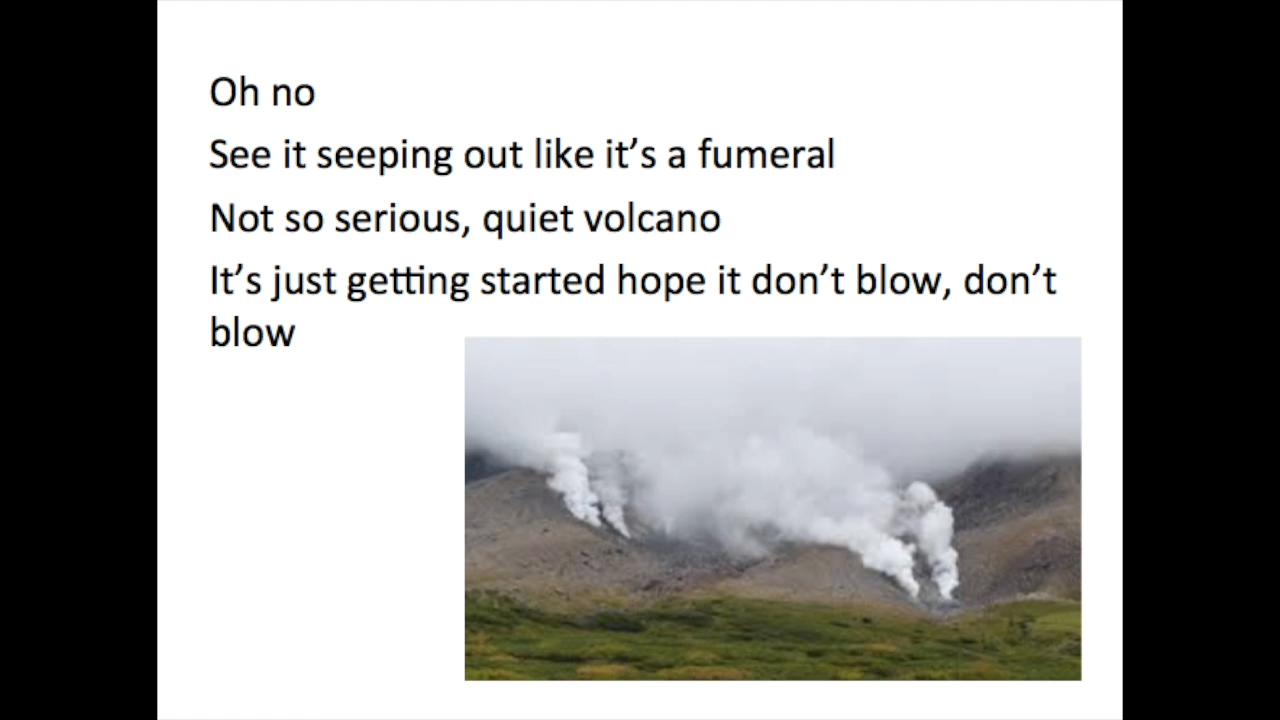 Oh no
See it seeping out like it’s a fumeral
Not so serious, quiet volcano
It’s just getting started hope it don’t blow, don’t
blow